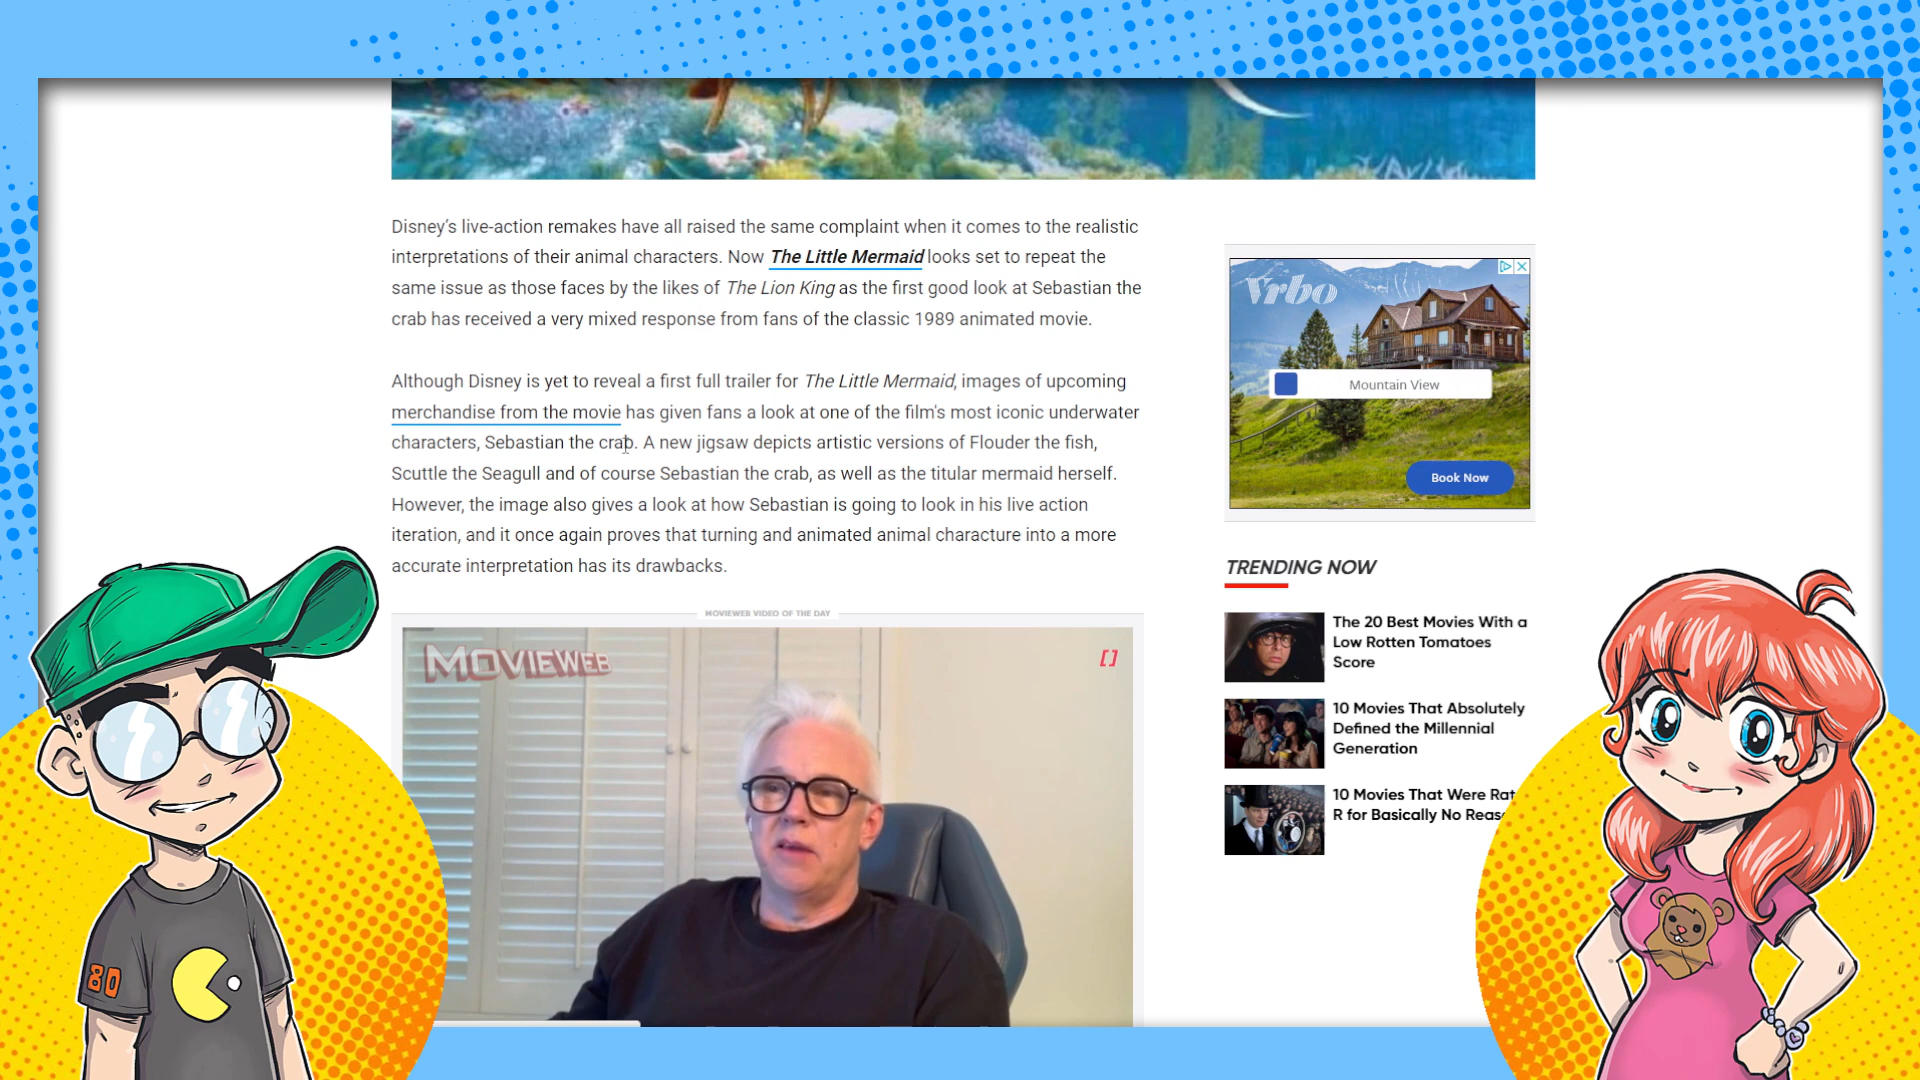 Disney's live-action remakes have all raised the same complaint when it comes to the realistic
interpretations of their animal characters. Now The Little Mermaid looks set to repeat the
same issue as those faces by the likes of The Lion King as the first good look at Sebastian the
crab has received a very mixed response from fans of the classic 1989 animated movie.
Although Disney is yet to reveal a first full trailer for The Little Mermaid, images of upcoming
merchandise from the movie has given fans a look at one of the film's most iconic underwater
characters, Sebastian the crab. A new jigsaw depicts artistic versions of Flouder the fish,
Scuttle the Seagull and of course Sebastian the crab, as well as the titular mermaid herself.
However, the image also gives a look at how Sebastian is going to look in his live action
iteration, and it once again proves that turning and animated animal characture into a more
accurate interpretation has its drawbacks.
MOVIEWEB VIDEO OF THE DAY
MOVIEWEB
Vrbo
Mountain View
Book Now
TRENDING NOW
The 20 Best Movies With a
Low Rotten Tomatoes
Score
10 Movies That Absolutely
Defined the Millennial
Generation
10 Movies That Were
R for Basically No
80